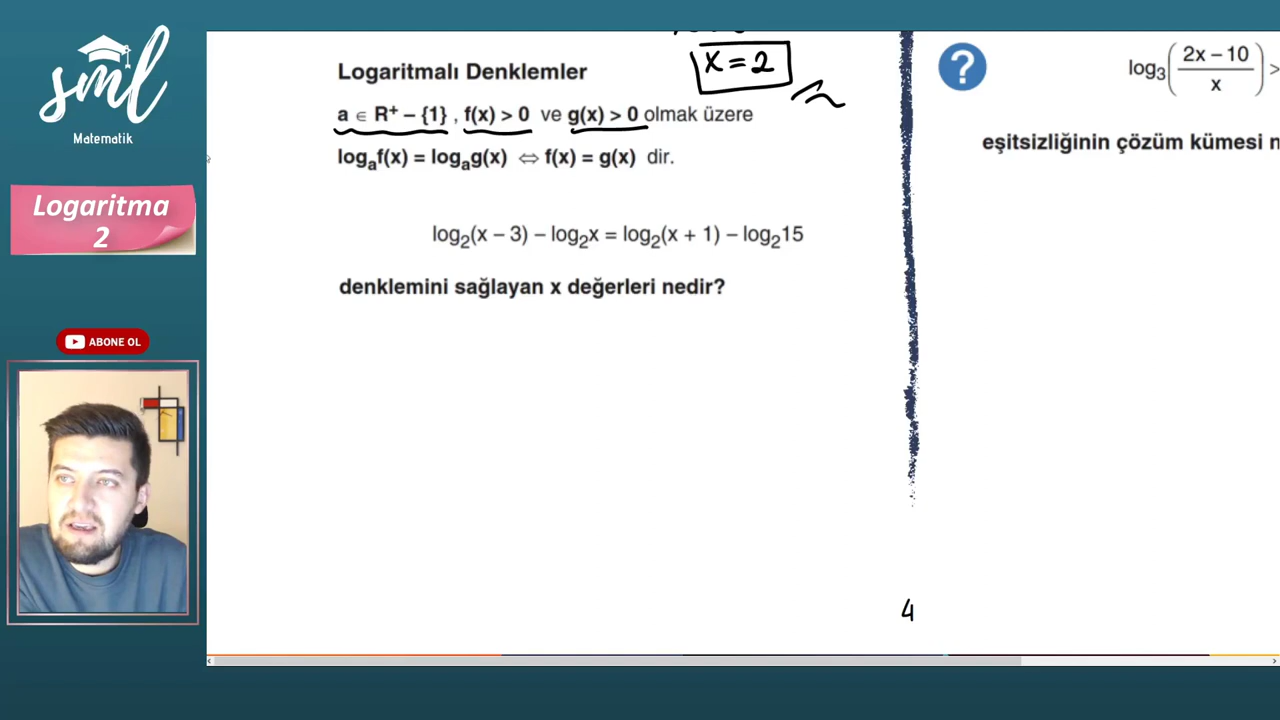 sml
Matematik
Logaritma
2
ABONE OL
x = 2
Logaritmalı Denklemler
a ∈ R⁺ – {1} , f(x) > 0 ve g(x) > 0 olmak üzere
logₐf(x) = logₐg(x) ⇔ f(x) = g(x) dir.
log₂(x – 3) – log₂x = log₂(x + 1) – log₂15
denklemini sağlayan x değerleri nedir?
4
?
log₃((2x – 10)/x) >
eşitsizliğinin çözüm kümesi n